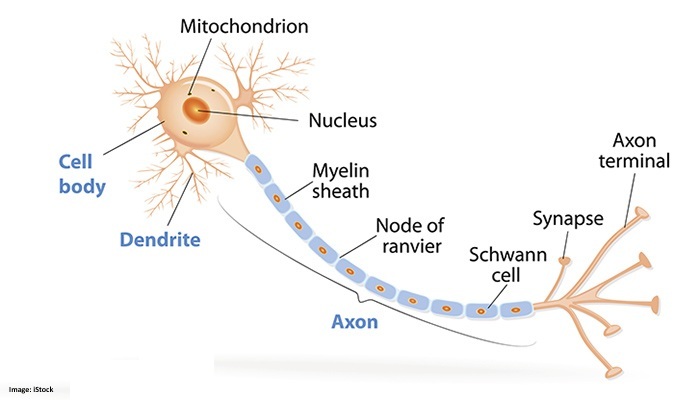 Mitochondrion
Nucleus
Cell
body
Myelin
sheath
Dendrite
Node of
ranvier
Axon
terminal
Synapse
Schwann
cell
Axon
Image: iStock